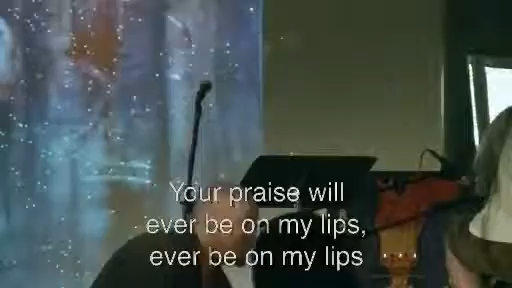 Your praise will
ever be on my lips,
ever be on my lips ...